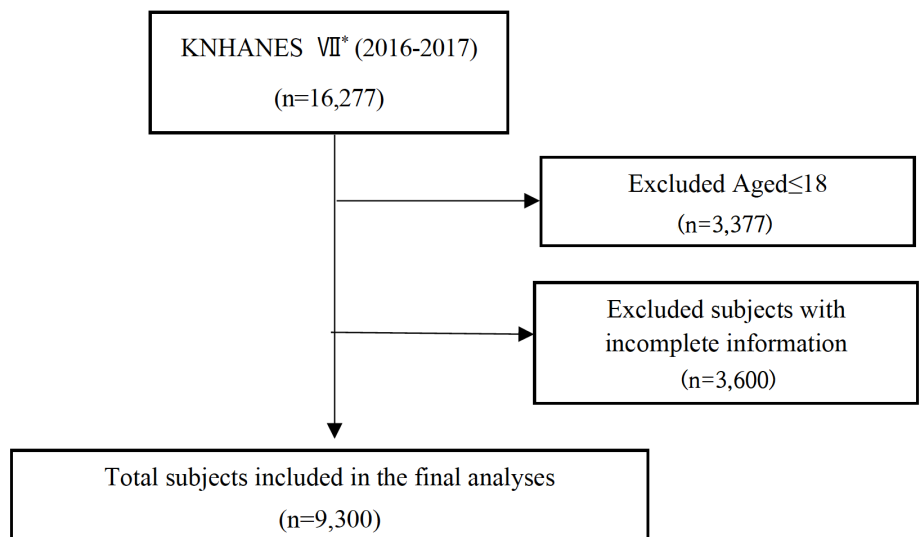 KNHANES Ⅶ* (2016-2017)
(n=16,277)
Excluded Aged≤18
(n=3,377)
Excluded subjects with
incomplete information
(n=3,600)
Total subjects included in the final analyses
(n=9,300)